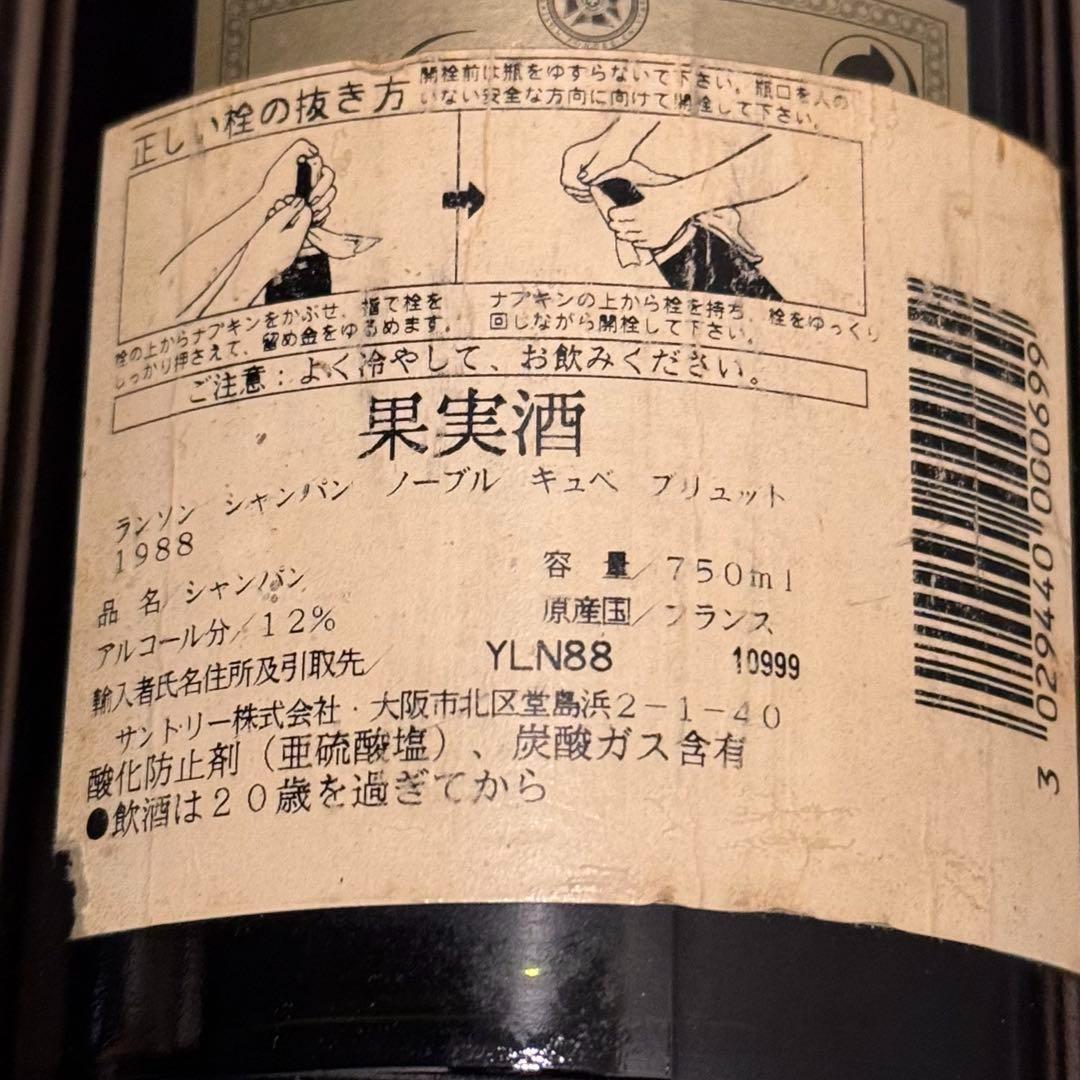 正しい栓の抜き方
開栓前は瓶をゆすらないで下さい。瓶口を人の
いない安全な方向に向けて開栓して下さい。
栓の上からナプキンをかぶせ、指で栓を
しっかり押さえて、留め金をゆるめます。
ナプキンの上から栓を持ち、栓をゆっくり
回しながら開栓して下さい。
ご注意：よく冷やして、お飲みください。
果実酒
ランソン シャンパン ノーブル キュベ ブリュット
1988
品名／シャンパン
容量／750ml
アルコール分／12%
原産国／フランス
輸入者氏名住所及引取先／
YLN88
10999
サントリー株式会社・大阪市北区堂島浜2－1－40
酸化防止剤（亜硫酸塩）、炭酸ガス含有
●飲酒は20歳を過ぎてから
3 029440 000699